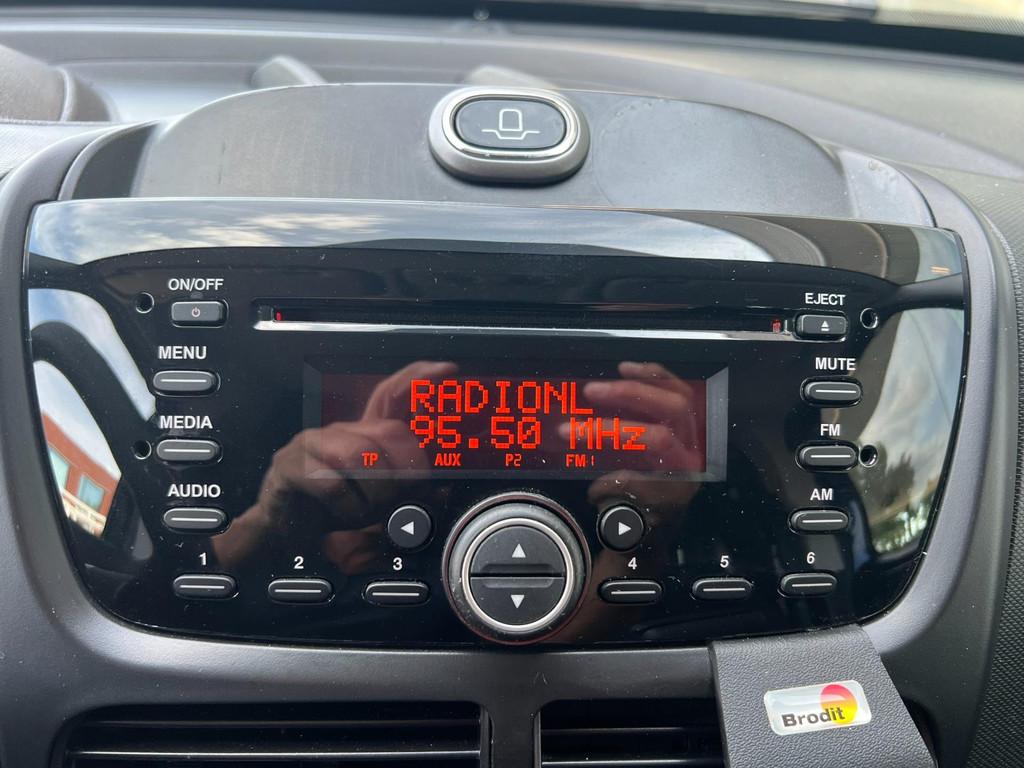 ON/OFF
EJECT
MENU
MUTE
RADIONL
95.50 MHz
TP AUX P2 FM1
MEDIA
FM
AUDIO
AM
1 2 3 4 5 6
Brodit